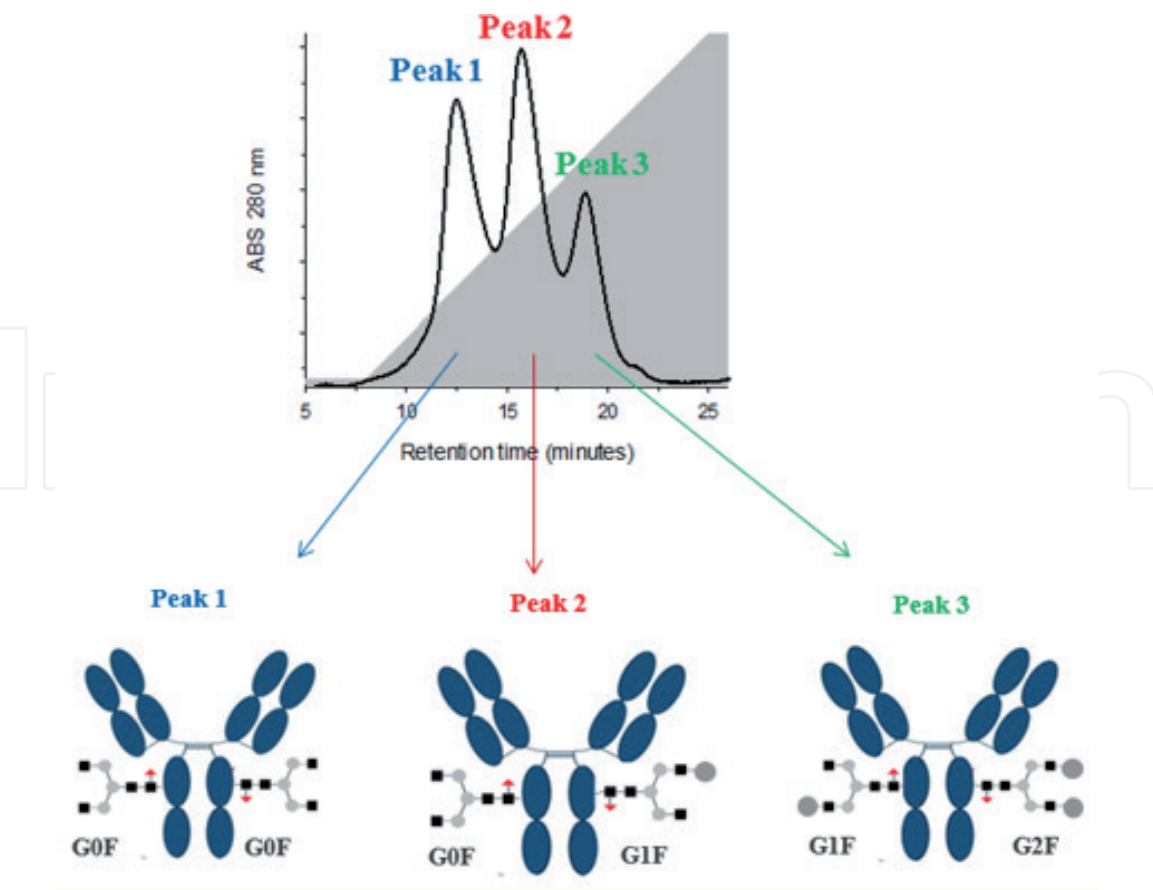 Peak 2
Peak 1
Peak 3
ABS 280 nm
5 10 15 20 25
Retention time (minutes)
Peak 1 Peak 2 Peak 3
G0F G0F G0F G1F G1F G2F